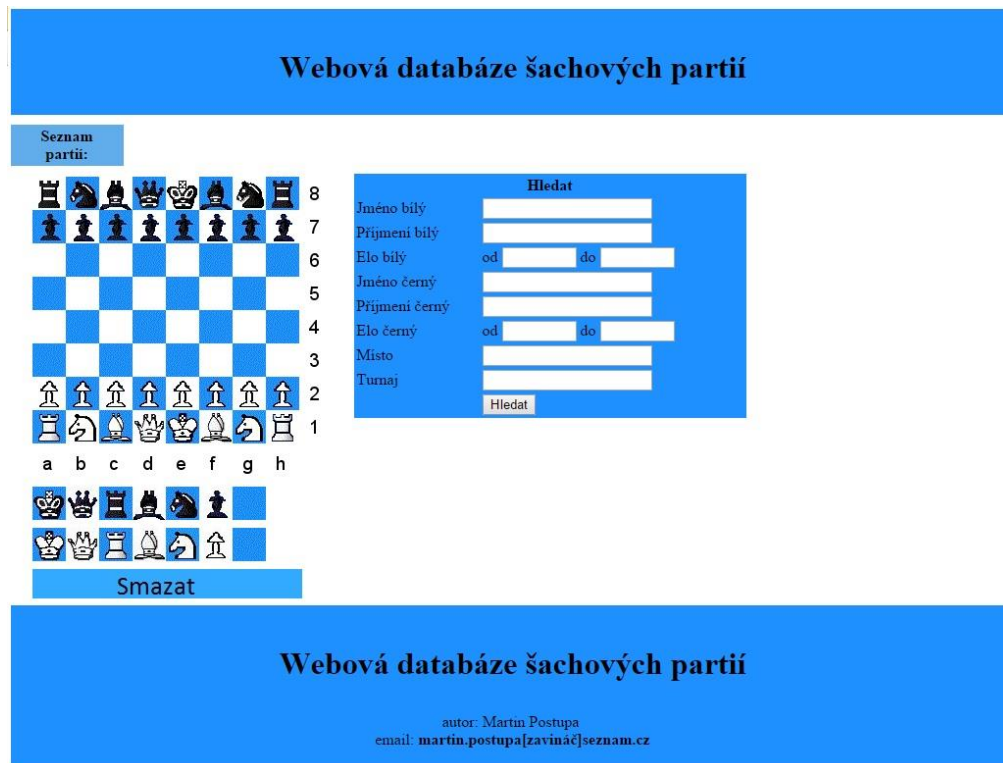 Webová databáze šachových partií
Seznam
partií:
8
7
6
5
4
3
2
1
a b c d e f g h
Smazat
Hledat
Jméno bílý
Příjmení bílý
Elo bílý od do
Jméno černý
Příjmení černý
Elo černý od do
Místo
Turnaj
Hledat
Webová databáze šachových partií
autor: Martin Postupa
email: martin.postupa[zavináč]seznam.cz